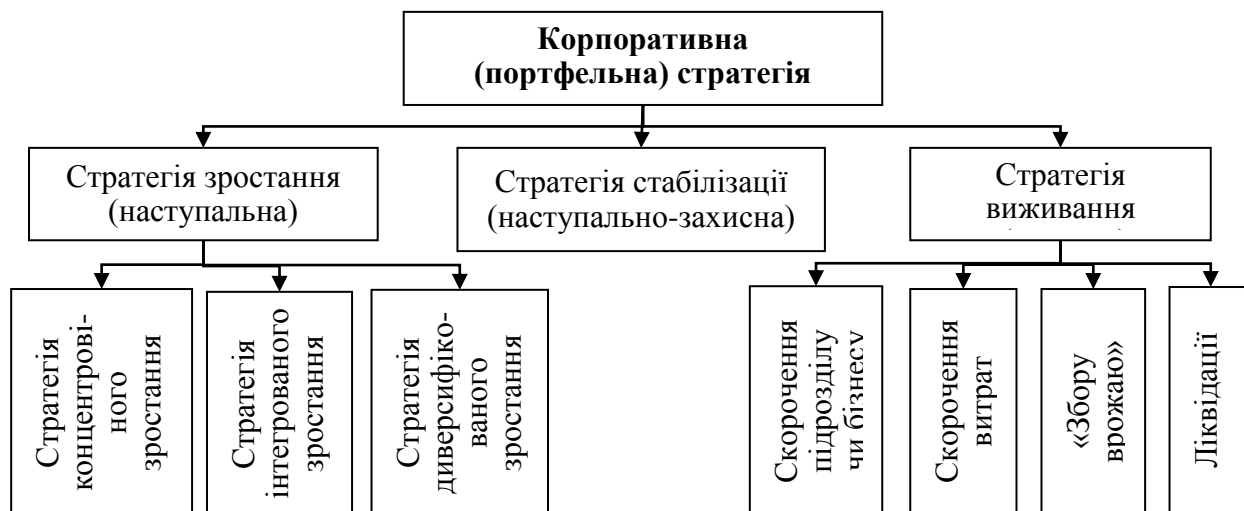 Корпоративна
(портфельна) стратегія
Стратегія зростання
(наступальна)
Стратегія стабілізації
(наступально-захисна)
Стратегія
виживання
Стратегія
концентрові-
ного
зростання
Стратегія
інтегрованого
зростання
Стратегія
диверсифіко-
ваного
зростання
Скорочення
підрозділу
чи бізнесу
Скорочення
витрат
«Збору
врожаю»
Ліквідації